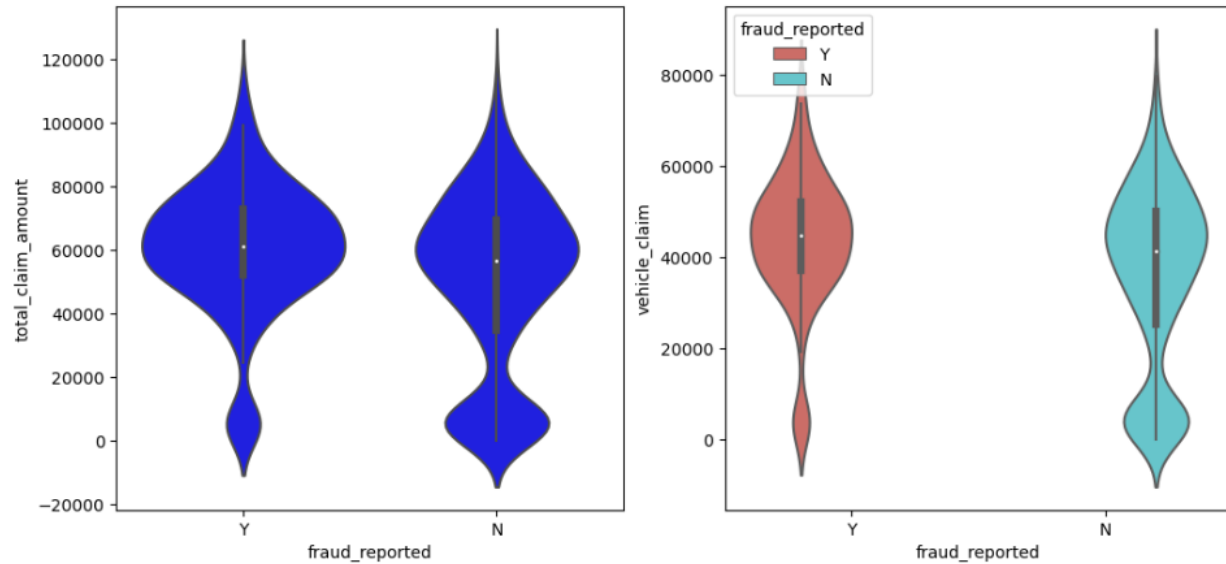 total_claim_amount
120000
100000
80000
60000
40000
20000
0
−20000
Y
N
fraud_reported
vehicle_claim
80000
60000
40000
20000
0
fraud_reported
Y
N
Y
N
fraud_reported